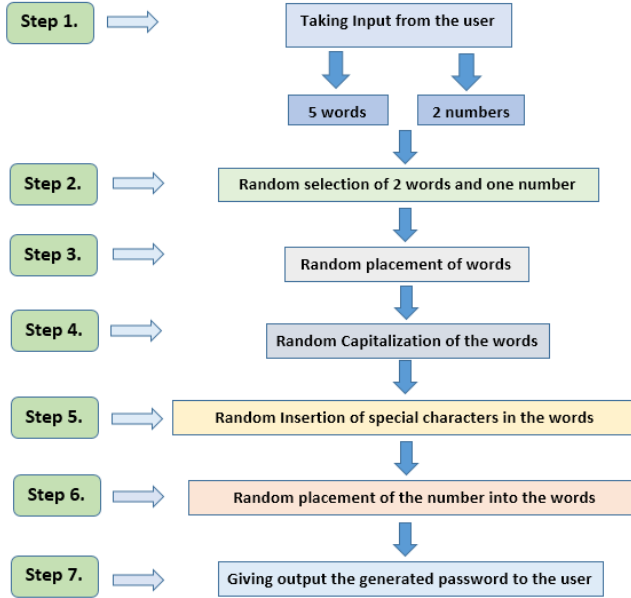 Step 1.
Taking Input from the user
5 words
2 numbers
Step 2.
Random selection of 2 words and one number
Step 3.
Random placement of words
Step 4.
Random Capitalization of the words
Step 5.
Random Insertion of special characters in the words
Step 6.
Random placement of the number into the words
Step 7.
Giving output the generated password to the user